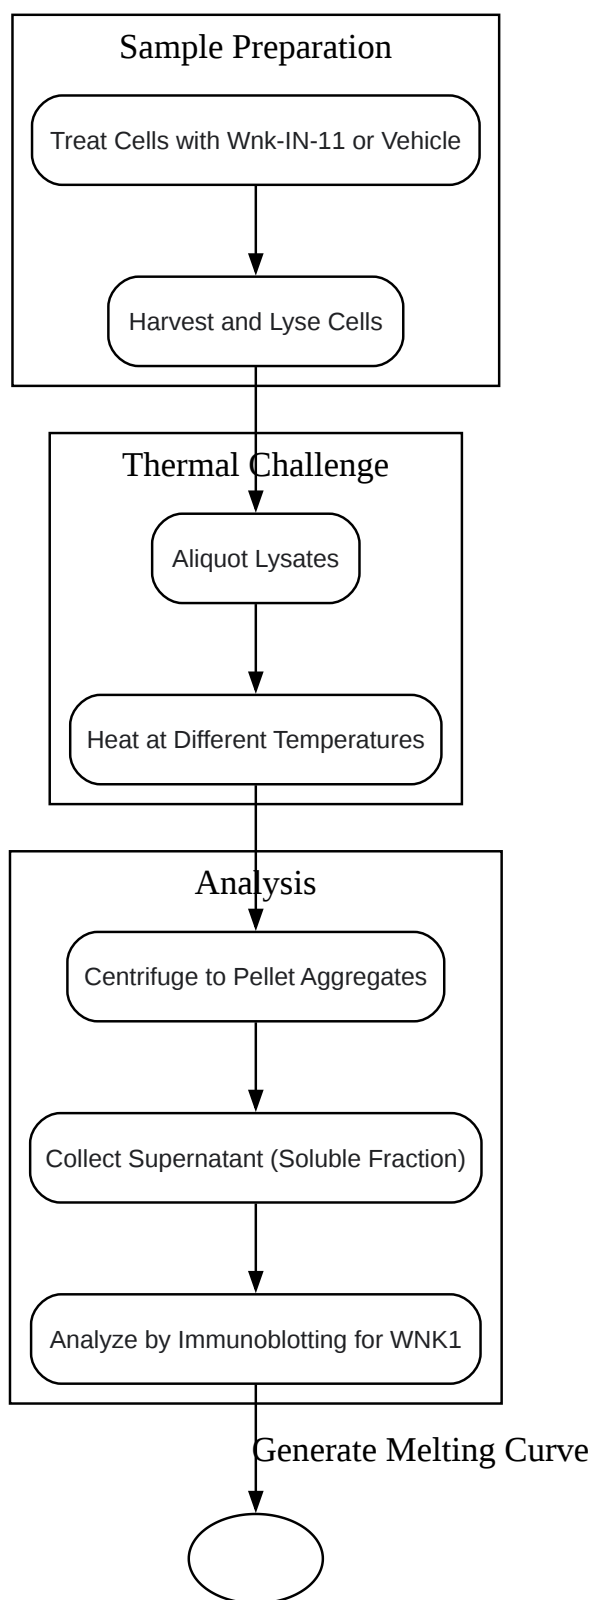 Sample Preparation
Treat Cells with Wnk-IN-11 or Vehicle
Harvest and Lyse Cells
Thermal Challenge
Aliquot Lysates
Heat at Different Temperatures
Analysis
Centrifuge to Pellet Aggregates
Collect Supernatant (Soluble Fraction)
Analyze by Immunoblotting for WNK1
Generate Melting Curve